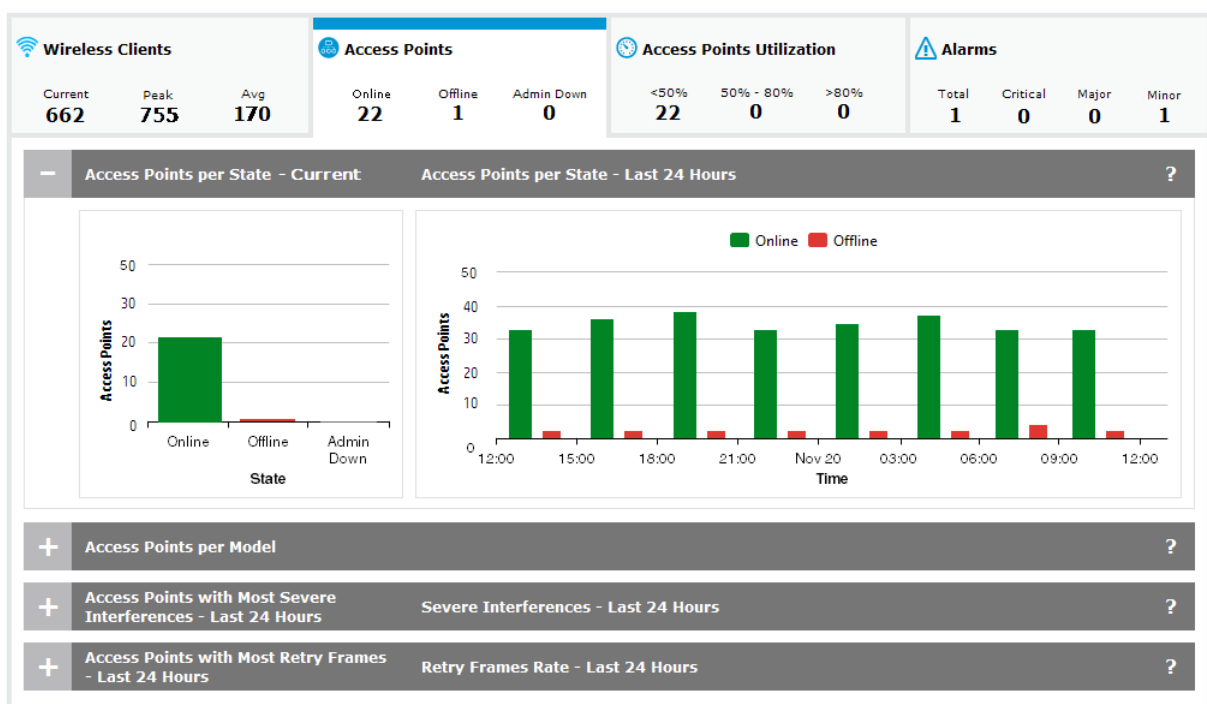 Wireless Clients
Current Peak Avg
662 755 170
Access Points
Online Offline Admin Down
22 1 0
Access Points Utilization
<50% 50% - 80% >80%
22 0 0
Alarms
Total Critical Major Minor
1 0 0 1
− Access Points per State - Current Access Points per State - Last 24 Hours ?
50
30
20
10
0
Access Points
Online Offline Admin
Down
State
Online Offline
50
40
30
20
10
0
Access Points
12:00 15:00 18:00 21:00 Nov 20 03:00 06:00 09:00 12:00
Time
+ Access Points per Model ?
+ Access Points with Most Severe
Interferences - Last 24 Hours
Severe Interferences - Last 24 Hours ?
+ Access Points with Most Retry Frames
- Last 24 Hours
Retry Frames Rate - Last 24 Hours ?